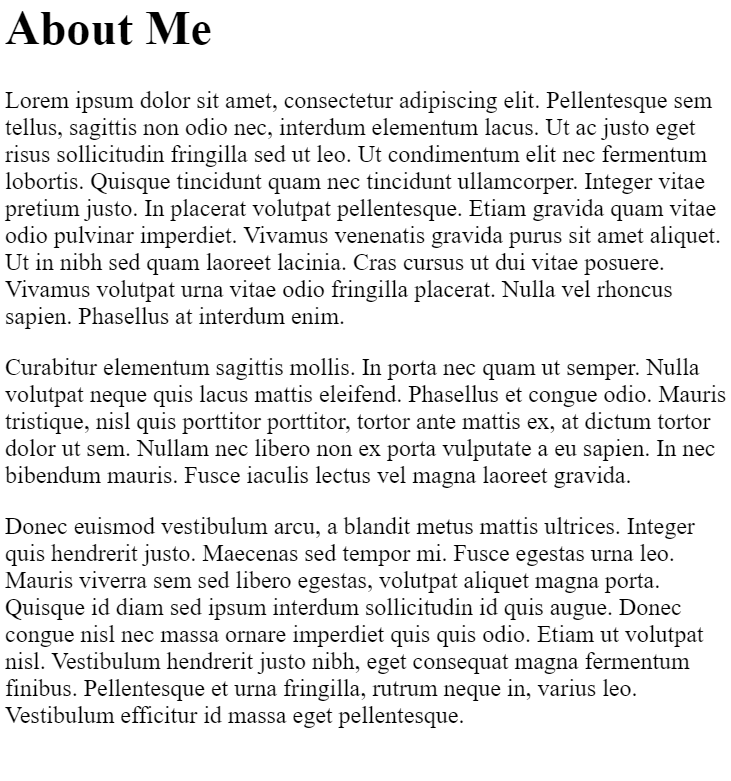 About Me
Lorem ipsum dolor sit amet, consectetur adipiscing elit. Pellentesque sem
tellus, sagittis non odio nec, interdum elementum lacus. Ut ac justo eget
risus sollicitudin fringilla sed ut leo. Ut condimentum elit nec fermentum
lobortis. Quisque tincidunt quam nec tincidunt ullamcorper. Integer vitae
pretium justo. In placerat volutpat pellentesque. Etiam gravida quam vitae
odio pulvinar imperdiet. Vivamus venenatis gravida purus sit amet aliquet.
Ut in nibh sed quam laoreet lacinia. Cras cursus ut dui vitae posuere.
Vivamus volutpat urna vitae odio fringilla placerat. Nulla vel rhoncus
sapien. Phasellus at interdum enim.
Curabitur elementum sagittis mollis. In porta nec quam ut semper. Nulla
volutpat neque quis lacus mattis eleifend. Phasellus et congue odio. Mauris
tristique, nisl quis porttitor porttitor, tortor ante mattis ex, at dictum tortor
dolor ut sem. Nullam nec libero non ex porta vulputate a eu sapien. In nec
bibendum mauris. Fusce iaculis lectus vel magna laoreet gravida.
Donec euismod vestibulum arcu, a blandit metus mattis ultrices. Integer
quis hendrerit justo. Maecenas sed tempor mi. Fusce egestas urna leo.
Mauris viverra sem sed libero egestas, volutpat aliquet magna porta.
Quisque id diam sed ipsum interdum sollicitudin id quis augue. Donec
congue nisl nec massa ornare imperdiet quis quis odio. Etiam ut volutpat
nisl. Vestibulum hendrerit justo nibh, eget consequat magna fermentum
finibus. Pellentesque et urna fringilla, rutrum neque in, varius leo.
Vestibulum efficitur id massa eget pellentesque.